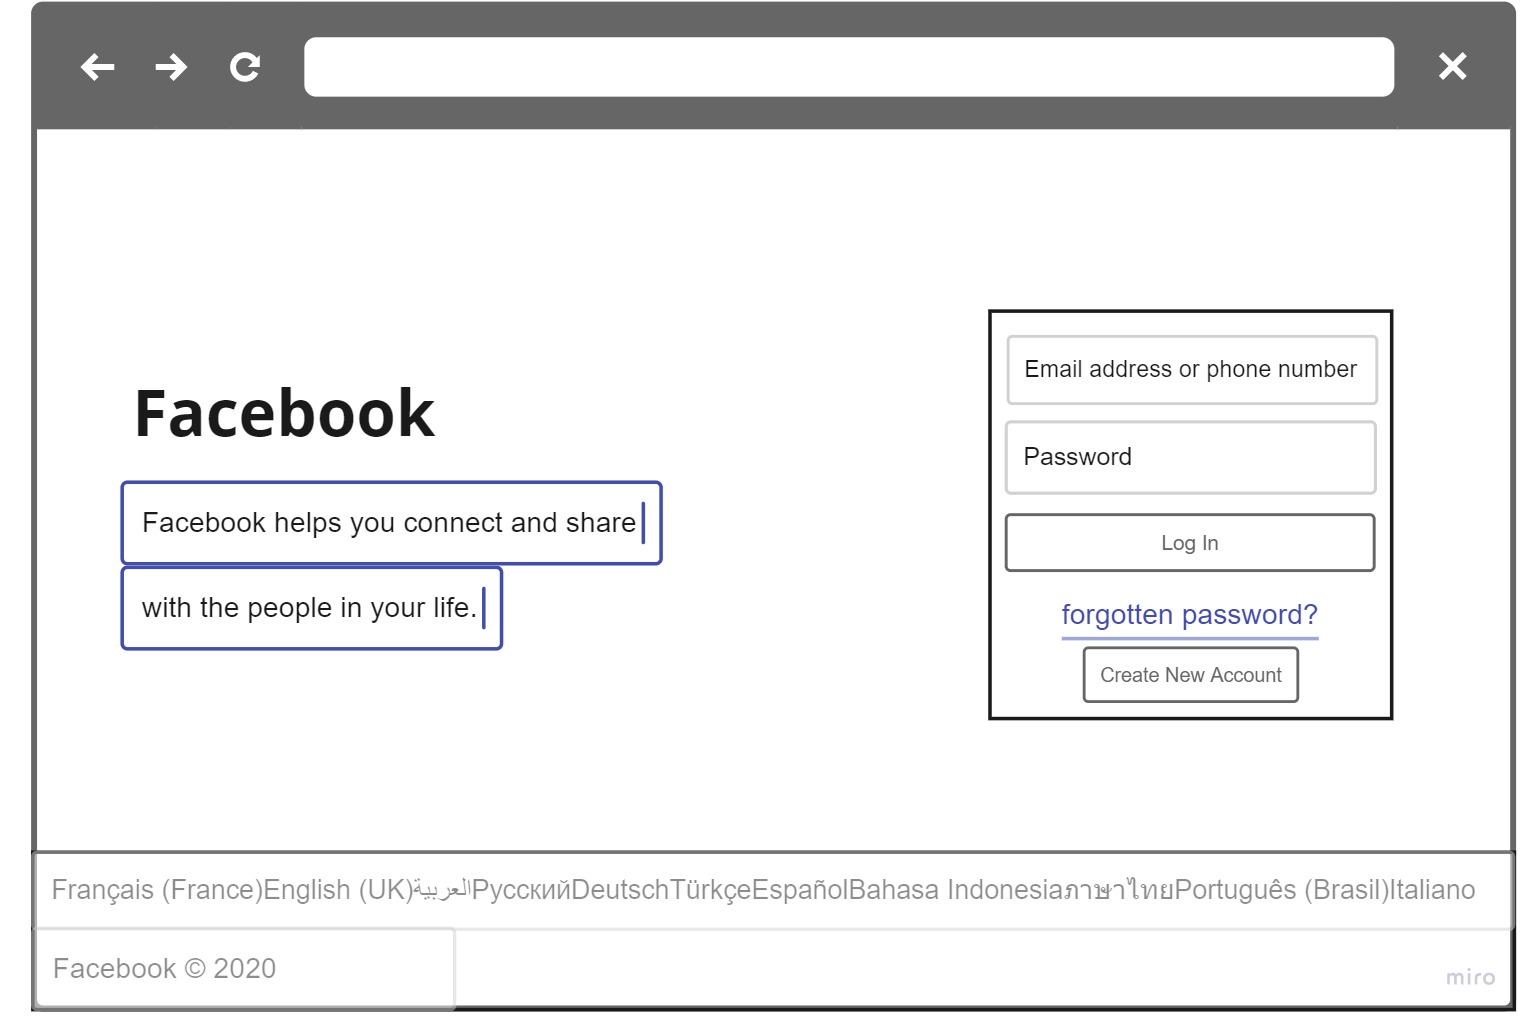 Facebook
Facebook helps you connect and share
with the people in your life.
Email address or phone number
Password
Log In
forgotten password?
Create New Account
Français (France)English (UK)العربيةРусскийDeutschTürkçeEspañolBahasa IndonesiaภาษาไทยPortuguês (Brasil)Italiano
Facebook © 2020
miro